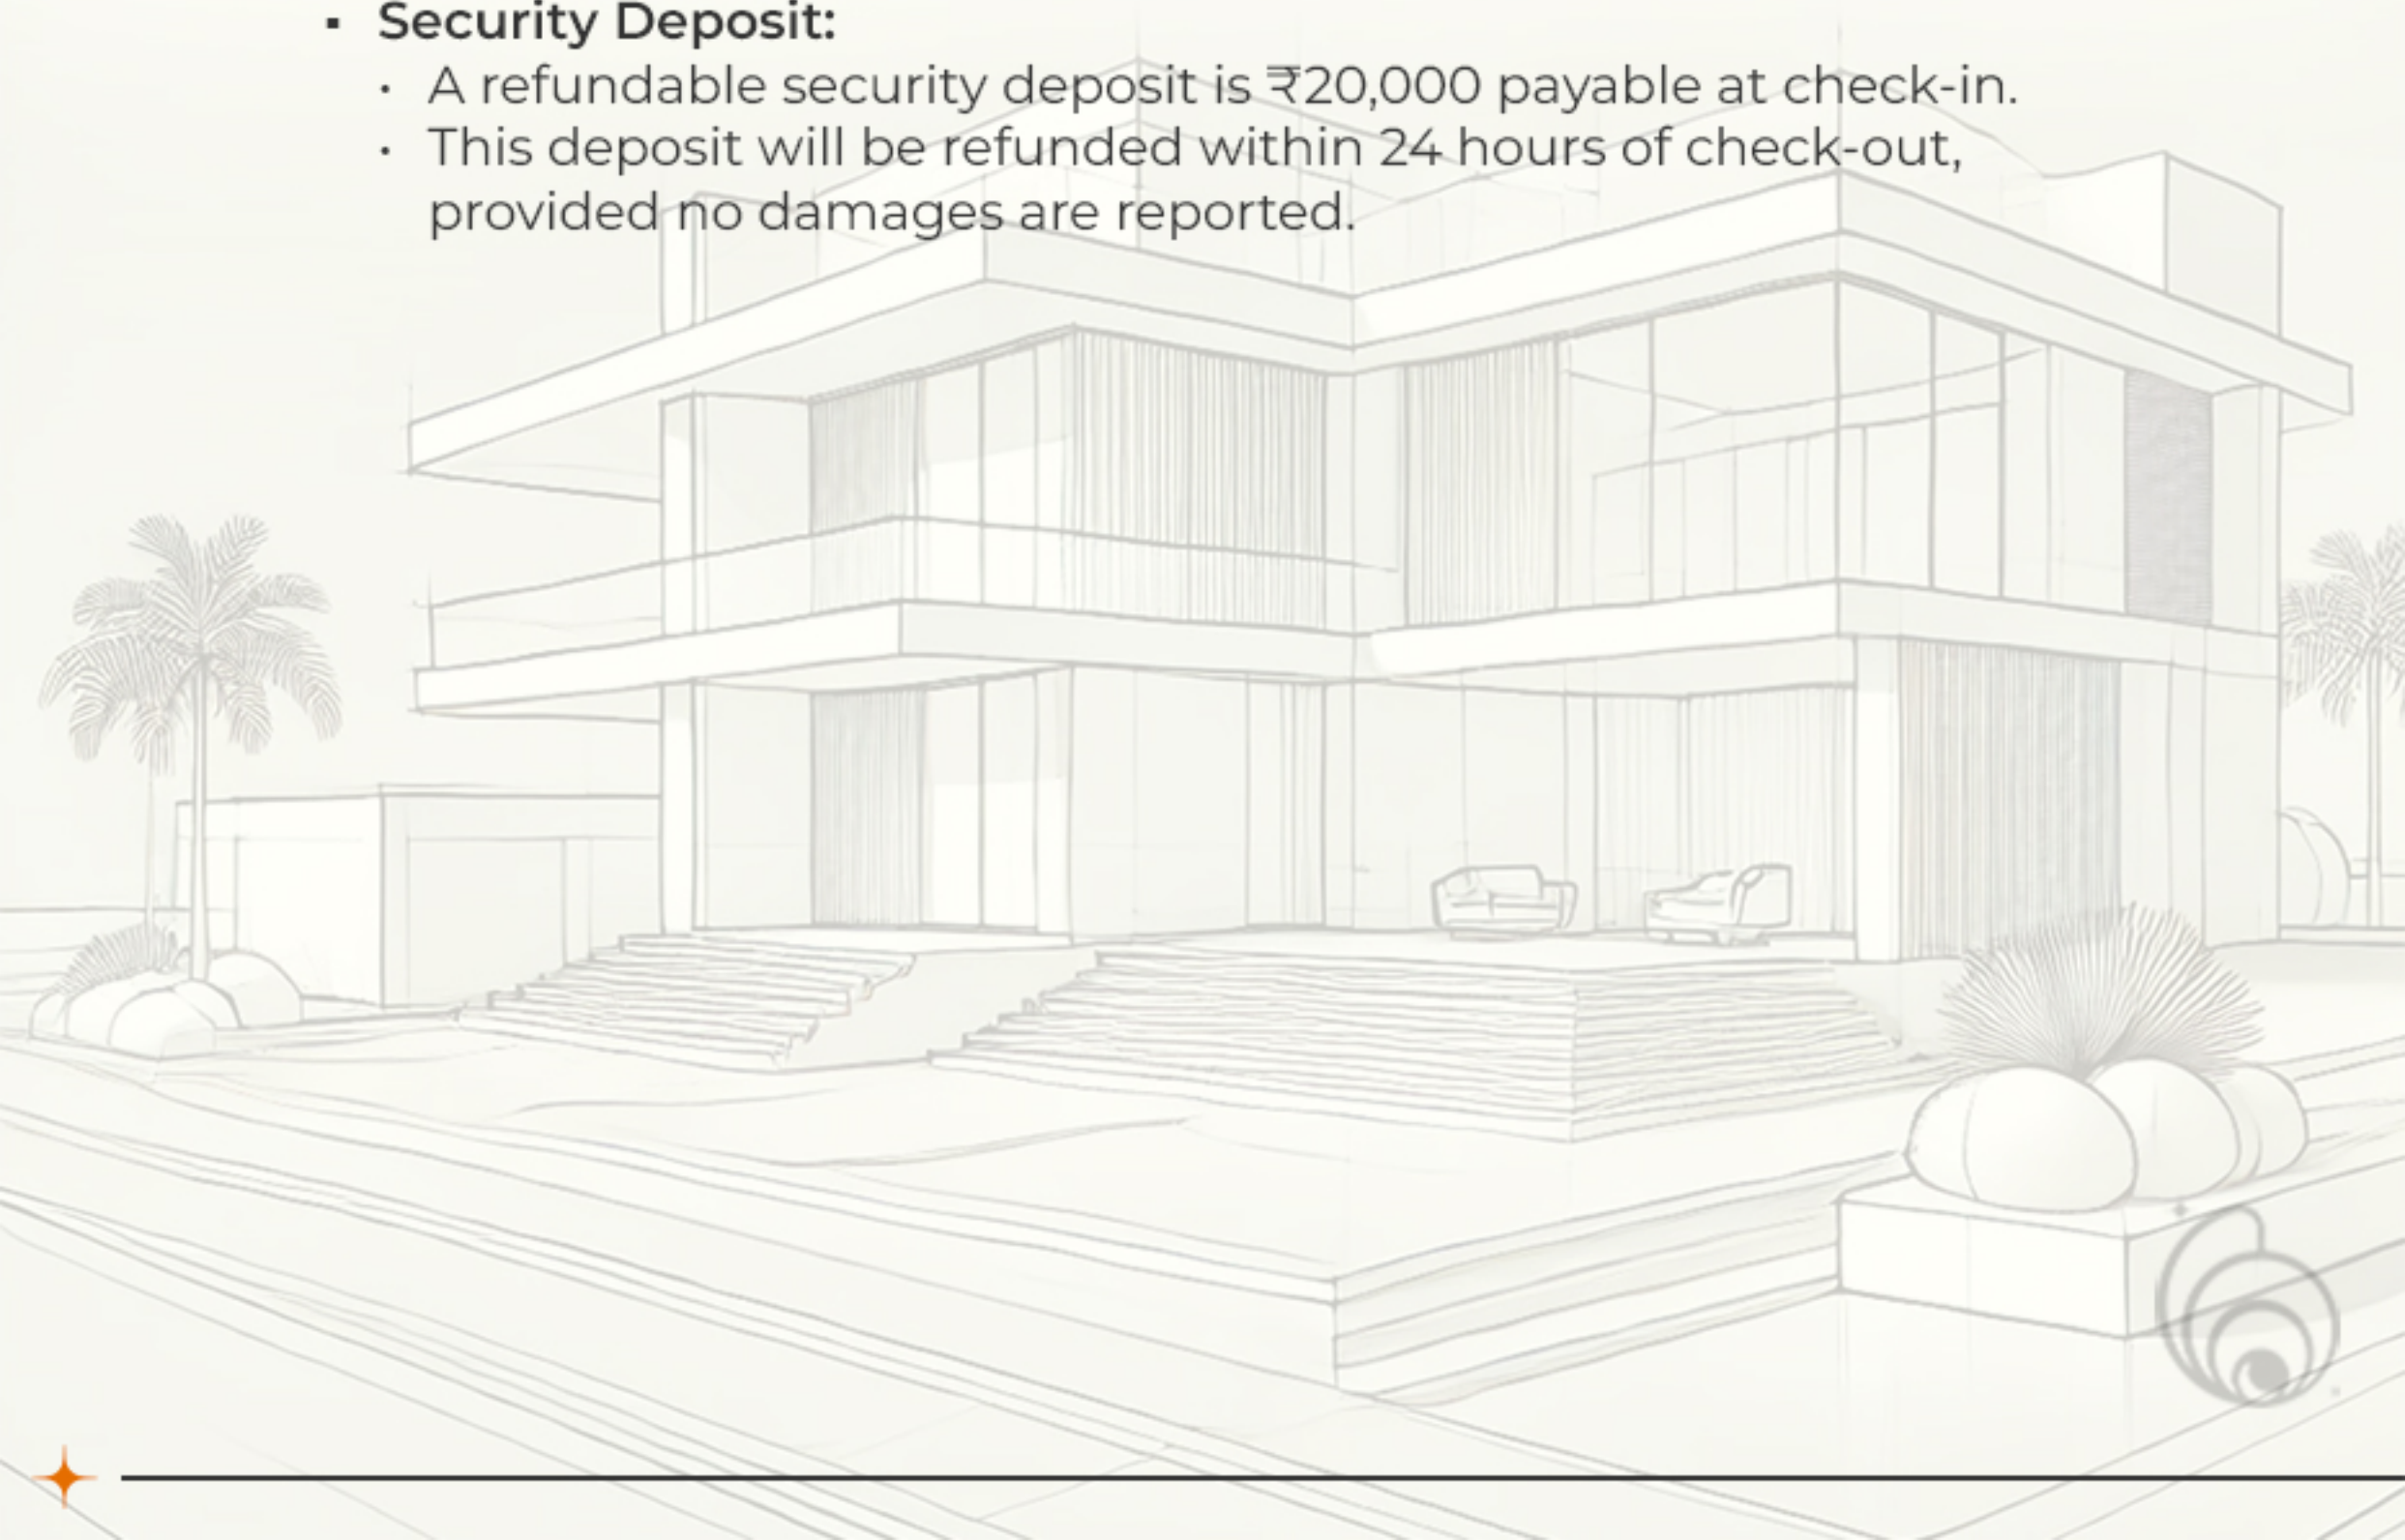 ▪ Security Deposit:
• A refundable security deposit is ₹20,000 payable at check-in.
• This deposit will be refunded within 24 hours of check-out,
provided no damages are reported.